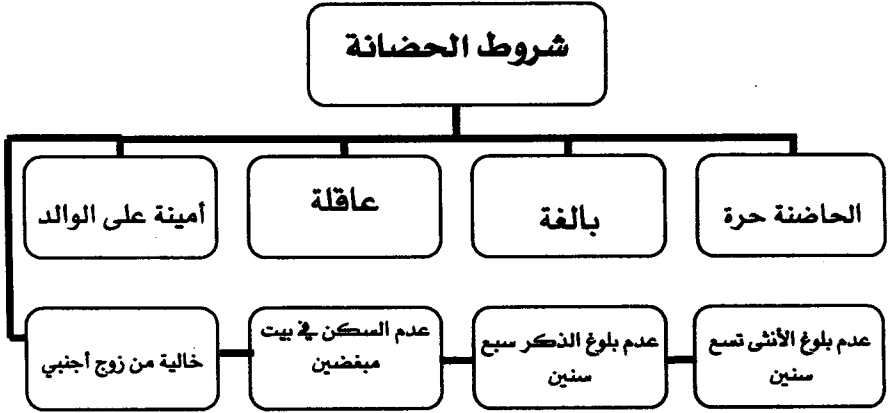 شروط الحضانة
الحاضنة حرة
بالغة
عاقلة
أمينة على الوالد
عدم بلوغ الأنثى تسع
سنين
عدم بلوغ الذكر سبع
سنين
عدم السكن في بيت
مبغضين
خالية من زوج أجنبي